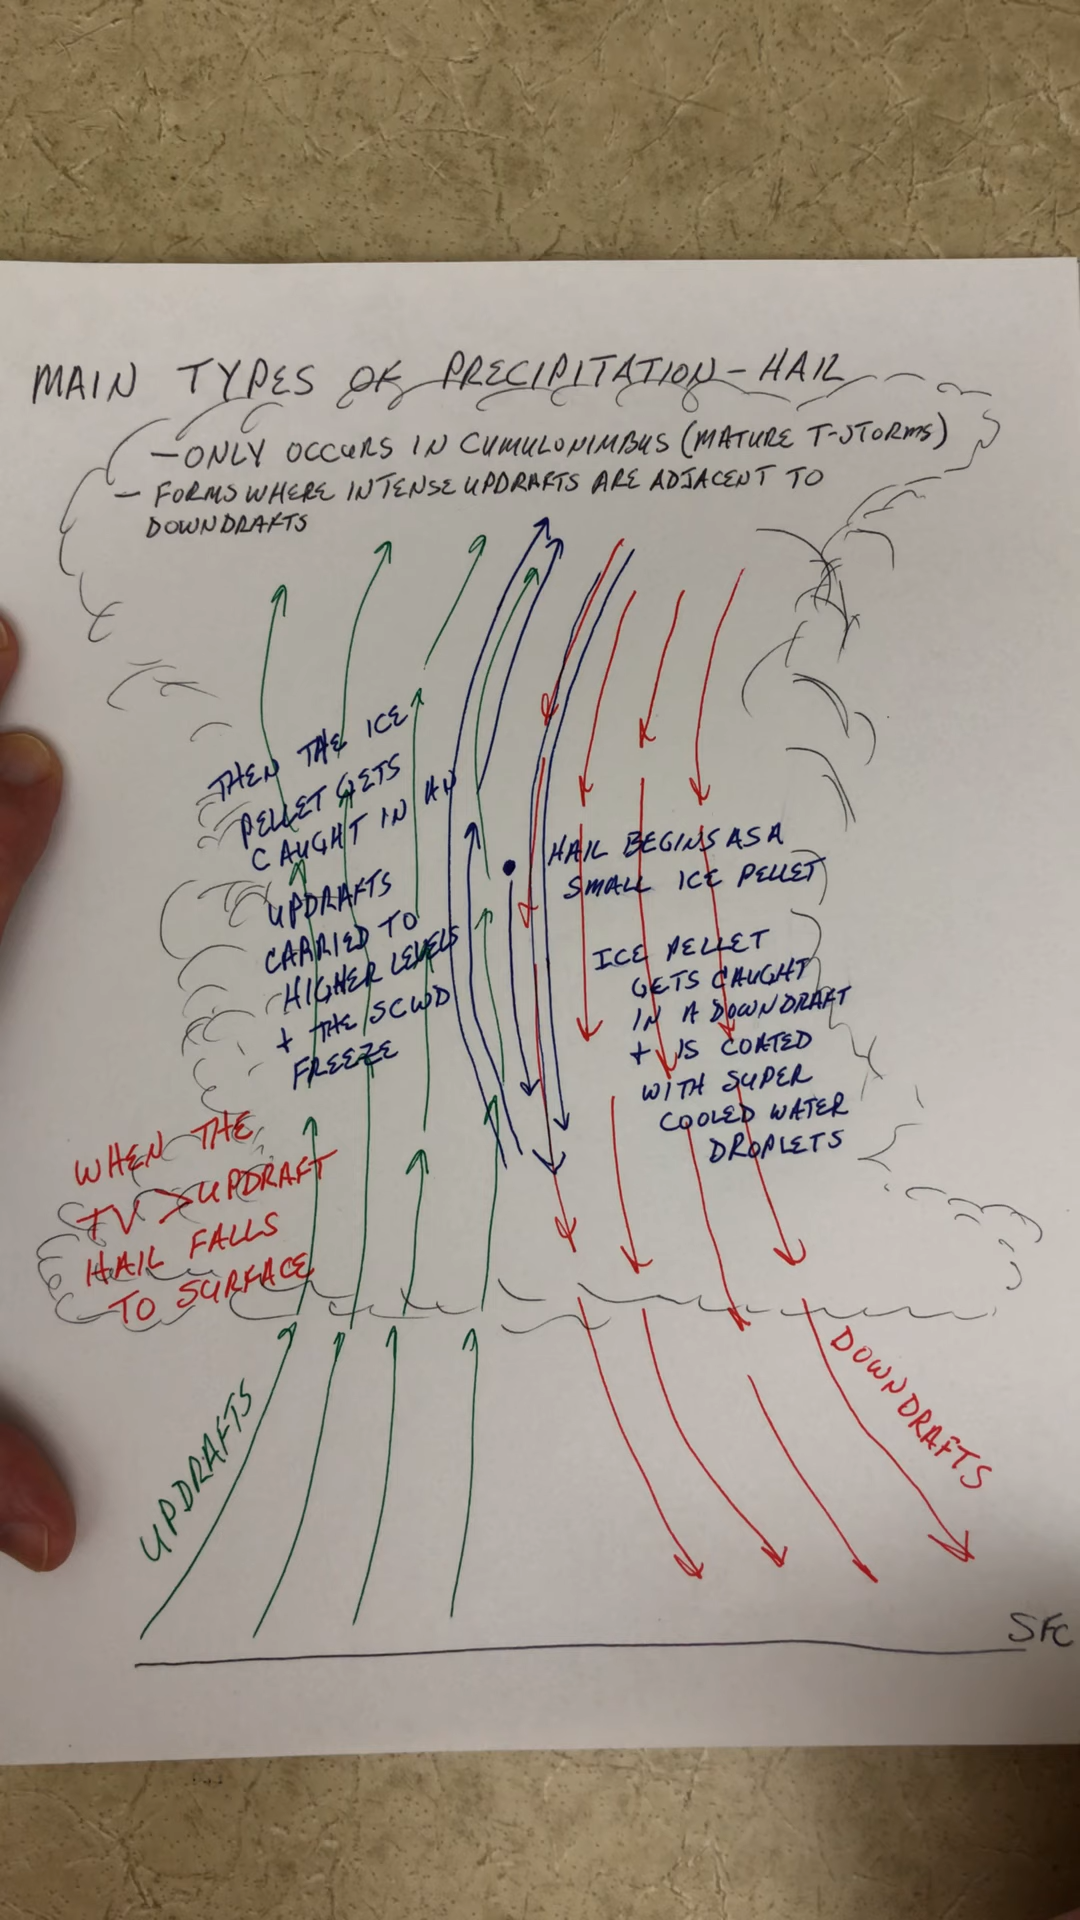 MAIN TYPES OF PRECIPITATION - HAIL
- ONLY OCCURS IN CUMULONIMBUS (MATURE T-STORMS)
- FORMS WHERE INTENSE UPDRAFTS ARE ADJACENT TO
DOWNDRAFTS
THEN THE ICE
PELLET GETS
CAUGHT IN AN
UPDRAFTS
CARRIED TO
HIGHER LEVELS
+ THE SCWD
FREEZE
HAIL BEGINS AS A
SMALL ICE PELLET
ICE PELLET
GETS CAUGHT
IN A DOWNDRAFT
+ IS COATED
WITH SUPER
COOLED WATER
DROPLETS
WHEN THE
TV > UPDRAFT
HAIL FALLS
TO SURFACE
UPDRAFTS
DOWNDRAFTS
SFC